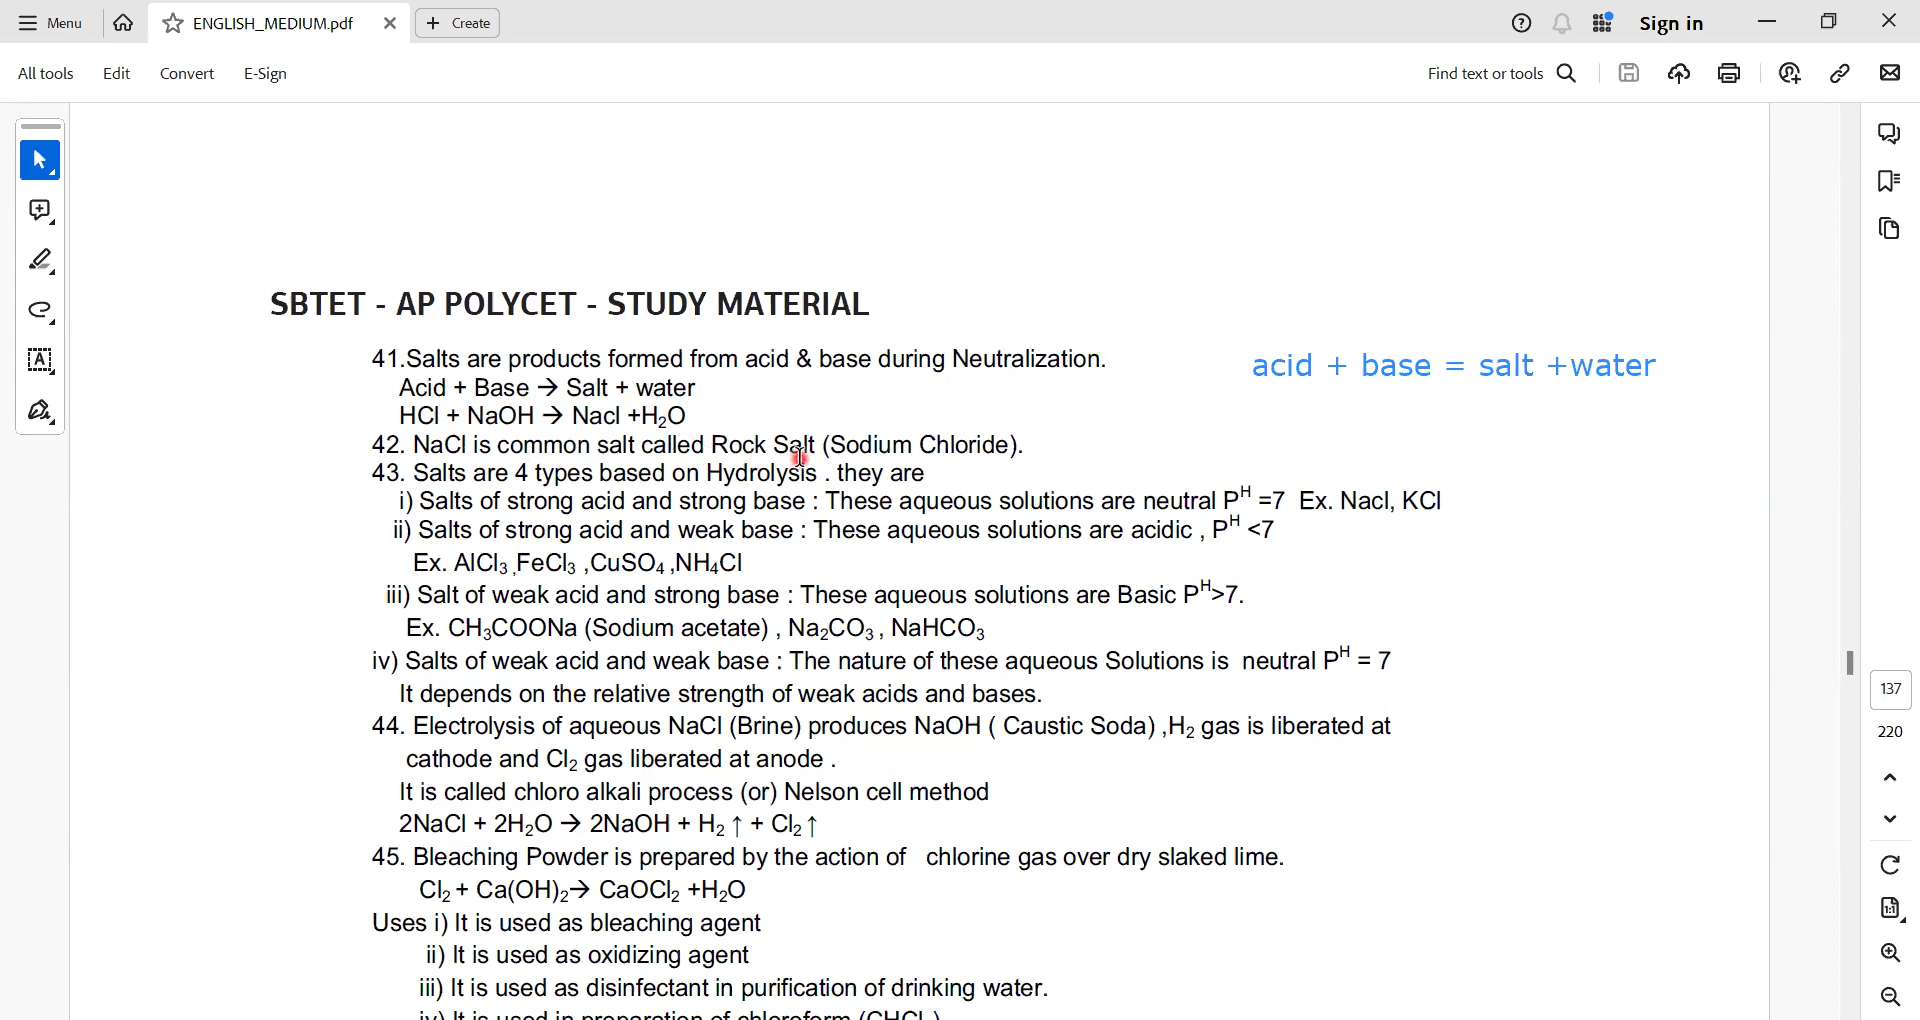 Menu
ENGLISH_MEDIUM.pdf
Create
Sign in
All tools Edit Convert E-Sign
Find text or tools
SBTET - AP POLYCET - STUDY MATERIAL
41.Salts are products formed from acid & base during Neutralization.
acid + base = salt +water
Acid + Base → Salt + water
HCl + NaOH → Nacl +H₂O
42. NaCl is common salt called Rock Salt (Sodium Chloride).
43. Salts are 4 types based on Hydrolysis . they are
i) Salts of strong acid and strong base : These aqueous solutions are neutral Pᴴ =7 Ex. Nacl, KCl
ii) Salts of strong acid and weak base : These aqueous solutions are acidic , Pᴴ <7
Ex. AlCl₃ ,FeCl₃ ,CuSO₄ ,NH₄Cl
iii) Salt of weak acid and strong base : These aqueous solutions are Basic Pᴴ>7.
Ex. CH₃COONa (Sodium acetate) , Na₂CO₃ , NaHCO₃
iv) Salts of weak acid and weak base : The nature of these aqueous Solutions is neutral Pᴴ = 7
It depends on the relative strength of weak acids and bases.
44. Electrolysis of aqueous NaCl (Brine) produces NaOH ( Caustic Soda) ,H₂ gas is liberated at
cathode and Cl₂ gas liberated at anode .
It is called chloro alkali process (or) Nelson cell method
2NaCl + 2H₂O → 2NaOH + H₂ ↑ + Cl₂ ↑
45. Bleaching Powder is prepared by the action of chlorine gas over dry slaked lime.
Cl₂ + Ca(OH)₂→ CaOCl₂ +H₂O
Uses i) It is used as bleaching agent
ii) It is used as oxidizing agent
iii) It is used as disinfectant in purification of drinking water.
iv) It is used in preparation of chloroform (CHCl
137
220